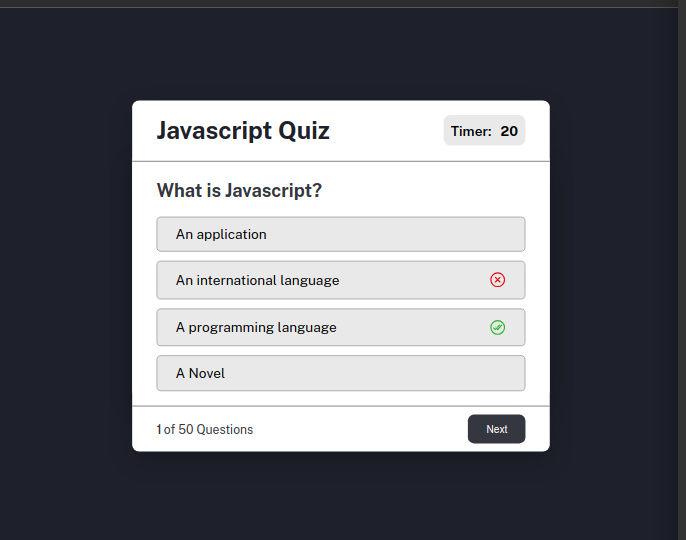 Javascript Quiz
Timer: 20
What is Javascript?
An application
An international language
A programming language
A Novel
1 of 50 Questions
Next